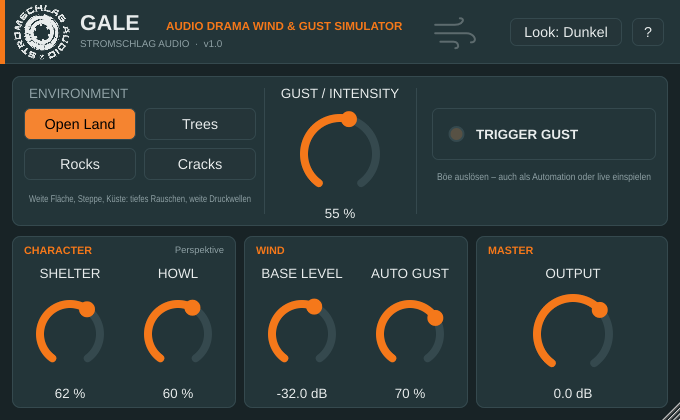 STROMSCHLAG AUDIO
GALE
AUDIO DRAMA WIND & GUST SIMULATOR
STROMSCHLAG AUDIO · v1.0
Look: Dunkel
?
ENVIRONMENT
Open Land
Trees
Rocks
Cracks
Weite Fläche, Steppe, Küste: tiefes Rauschen, weite Druckwellen
GUST / INTENSITY
55 %
TRIGGER GUST
Böe auslösen – auch als Automation oder live einspielen
CHARACTER
Perspektive
SHELTER
HOWL
62 %
60 %
WIND
BASE LEVEL
AUTO GUST
-32.0 dB
70 %
MASTER
OUTPUT
0.0 dB